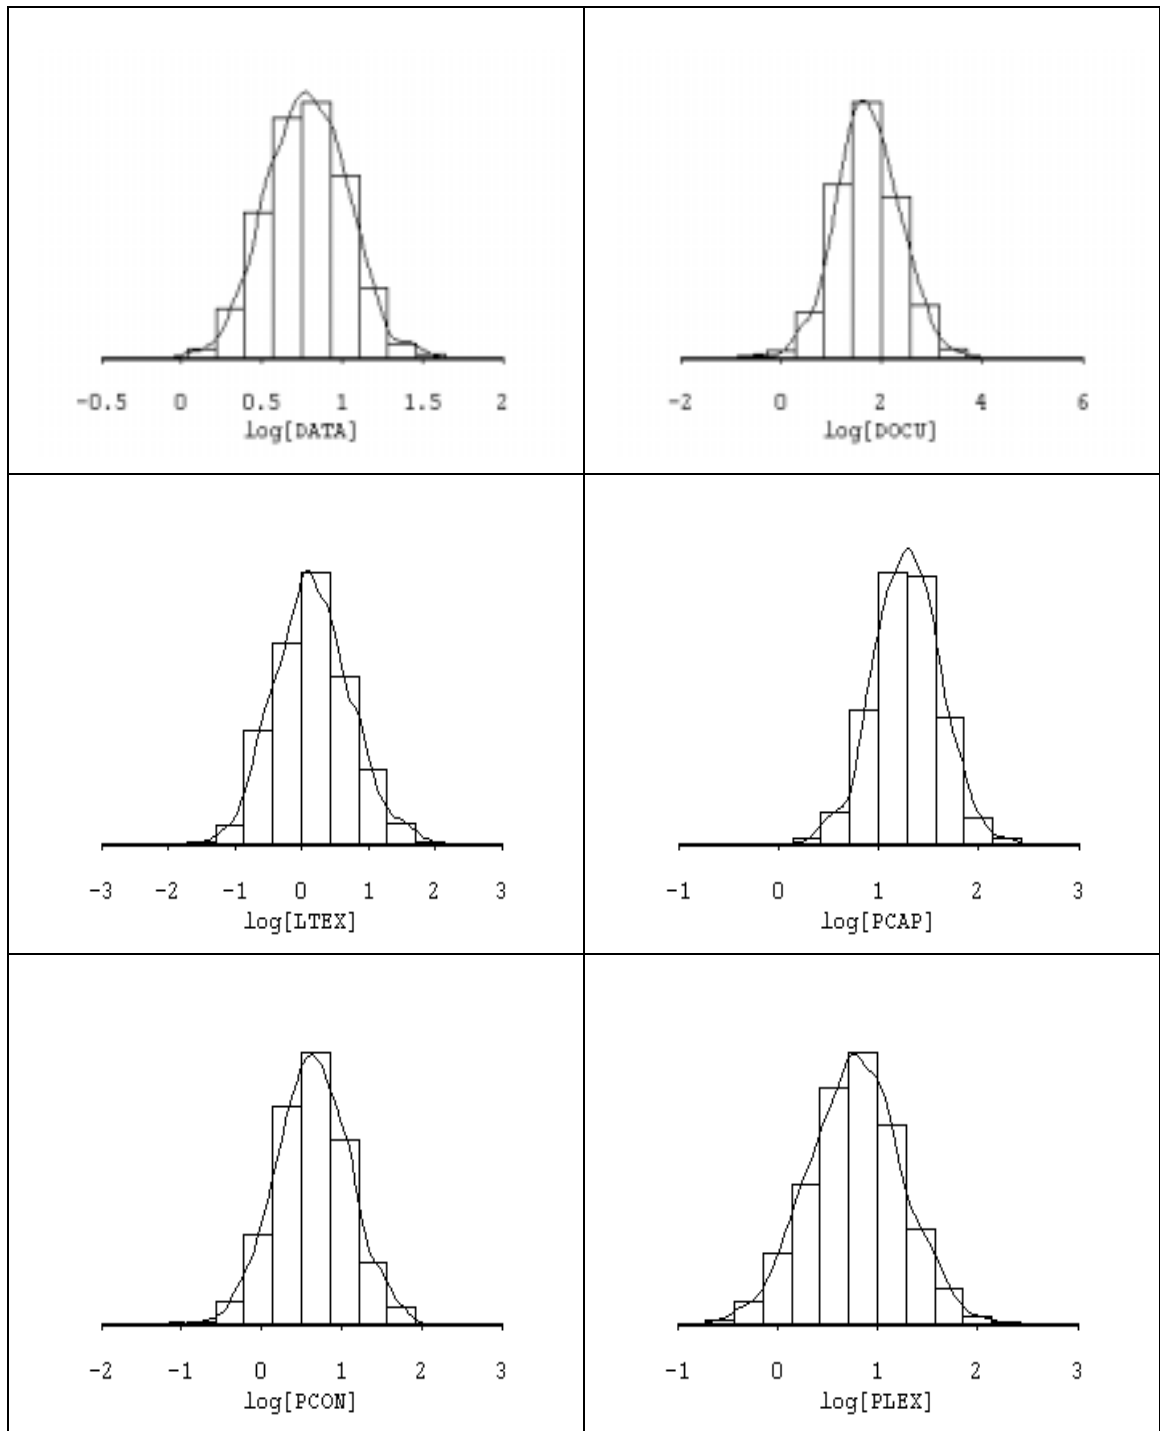 -0.5 0 0.5 1 1.5 2
log[DATA]
-2 0 2 4 6
log[DOCU]
-3 -2 -1 0 1 2 3
log[LTEX]
-1 0 1 2 3
log[PCAP]
-2 -1 0 1 2 3
log[PCON]
-1 0 1 2 3
log[PLEX]